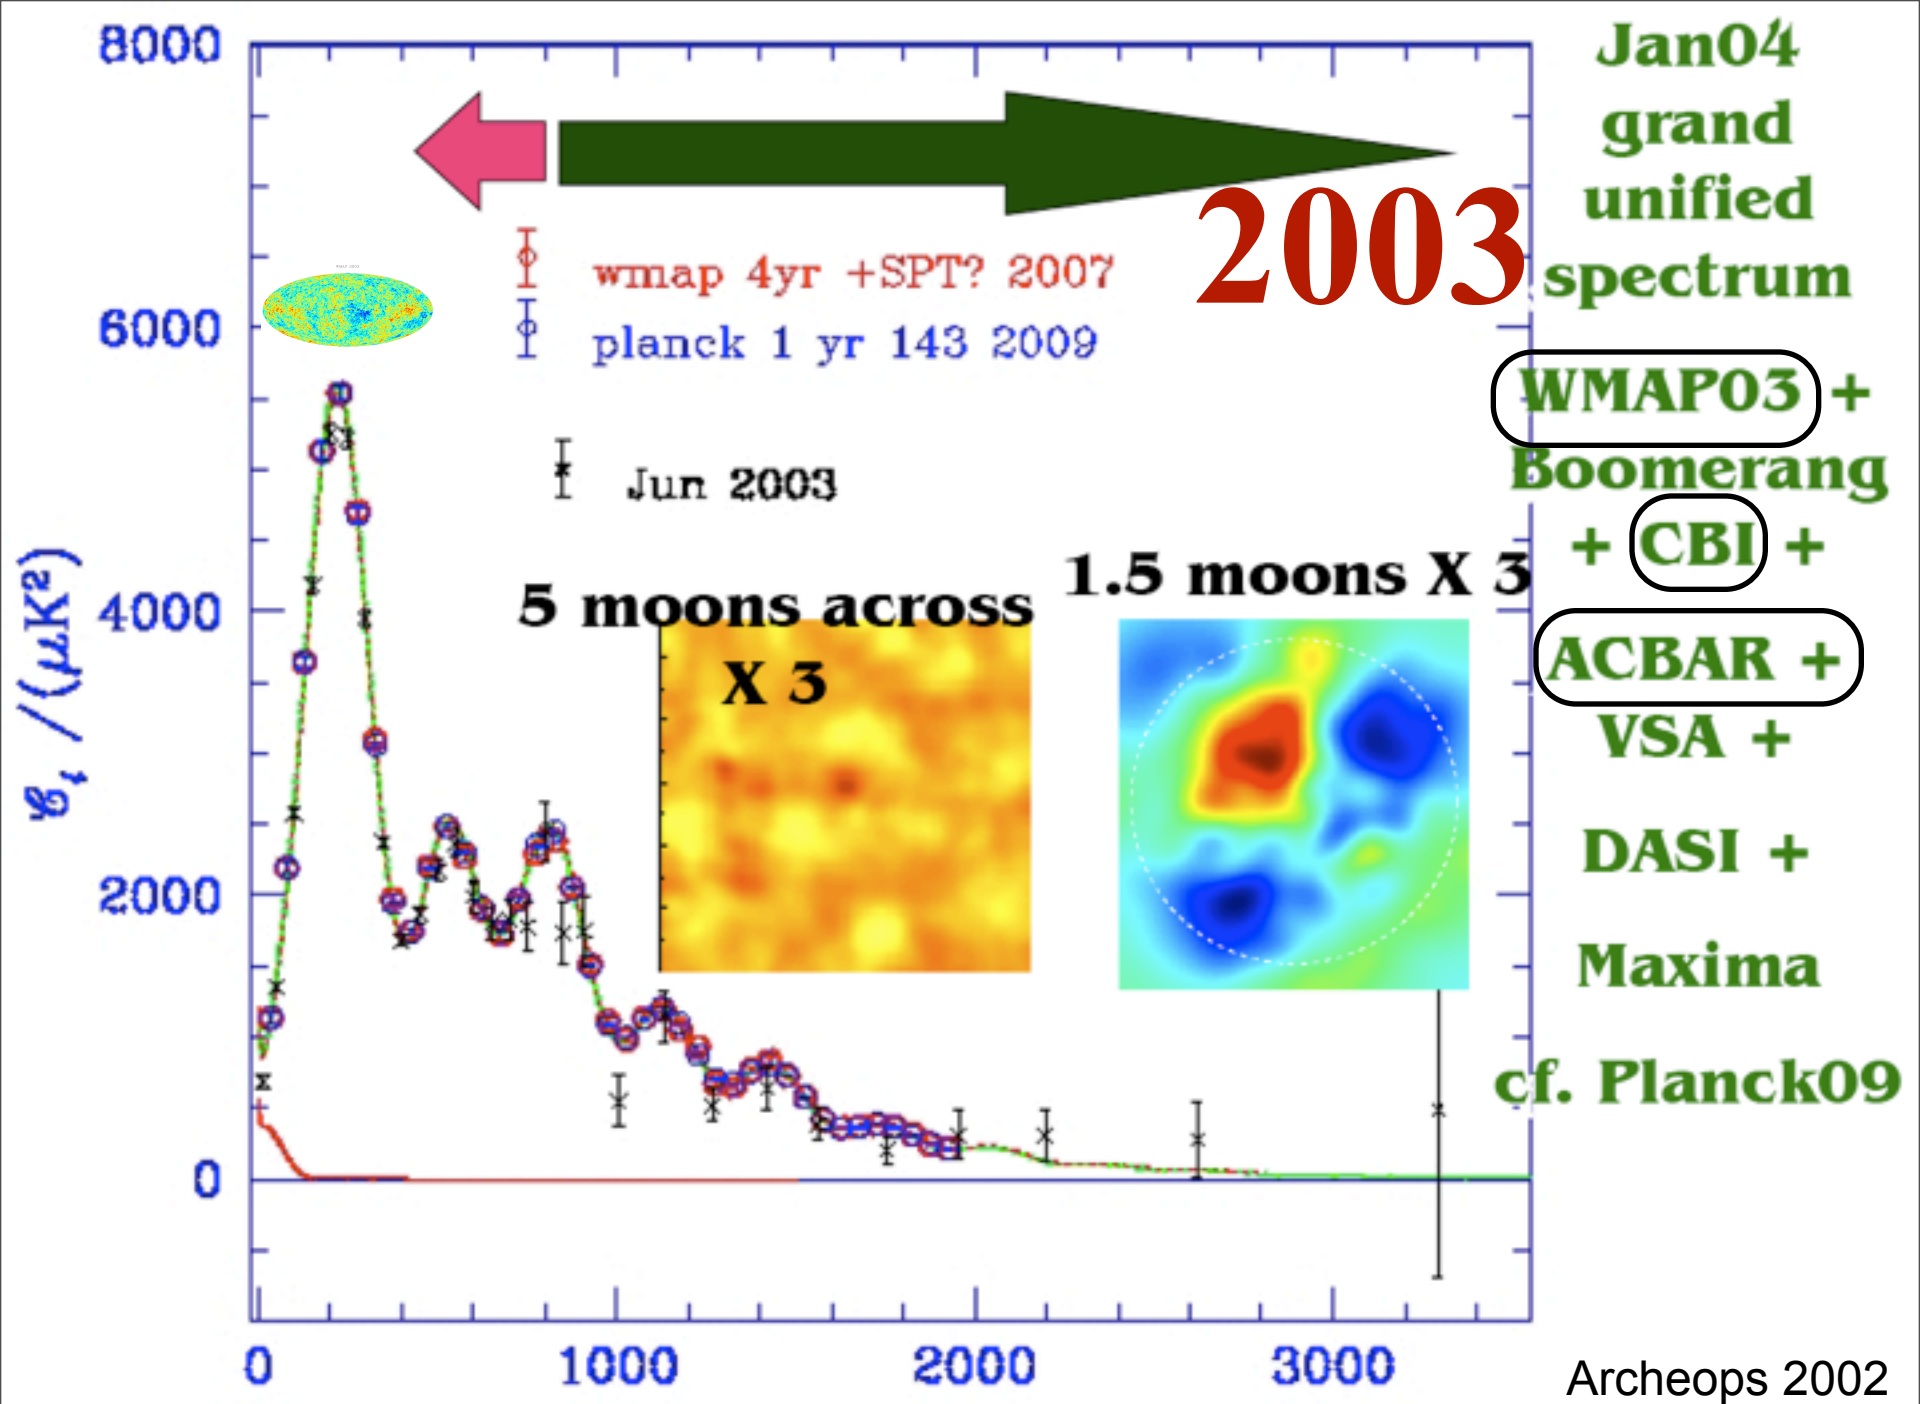 8000
6000
4000
2000
0
𝒞ℓ /(μK²)
2003
wmap 4yr +SPT? 2007
planck 1 yr 143 2009
Jun 2003
5 moons across
X 3
1.5 moons X 3
0
1000
2000
3000
Jan04
grand
unified
spectrum
WMAP03 +
Boomerang
+ CBI +
ACBAR +
VSA +
DASI +
Maxima
cf. Planck09
Archeops 2002